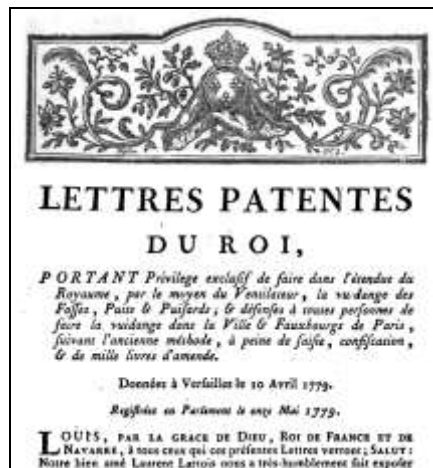 LETTRES PATENTES
DU ROI,
PORTANT Privilege exclusif de faire dans l'étendue du
Royaume, par le moyen du Ventilateur, la vuidange des
Fosses, Puits & Puisards; & défenses à toutes personnes de
faire la vuidange dans la Ville & Fauxbourgs de Paris,
suivant l'ancienne méthode, à peine de saisie, confiscation,
& de mille livres d'amende.
Données à Versailles le 10 Avril 1779.
Registrées en Parlement le onze Mai 1779.
LOUIS, PAR LA GRACE DE DIEU, ROI DE FRANCE ET DE
NAVARRE, à tous ceux qui ces présentes Lettres verront; SALUT:
Notre bien amé Laurent Lartois nous a très-humblement fait exposer